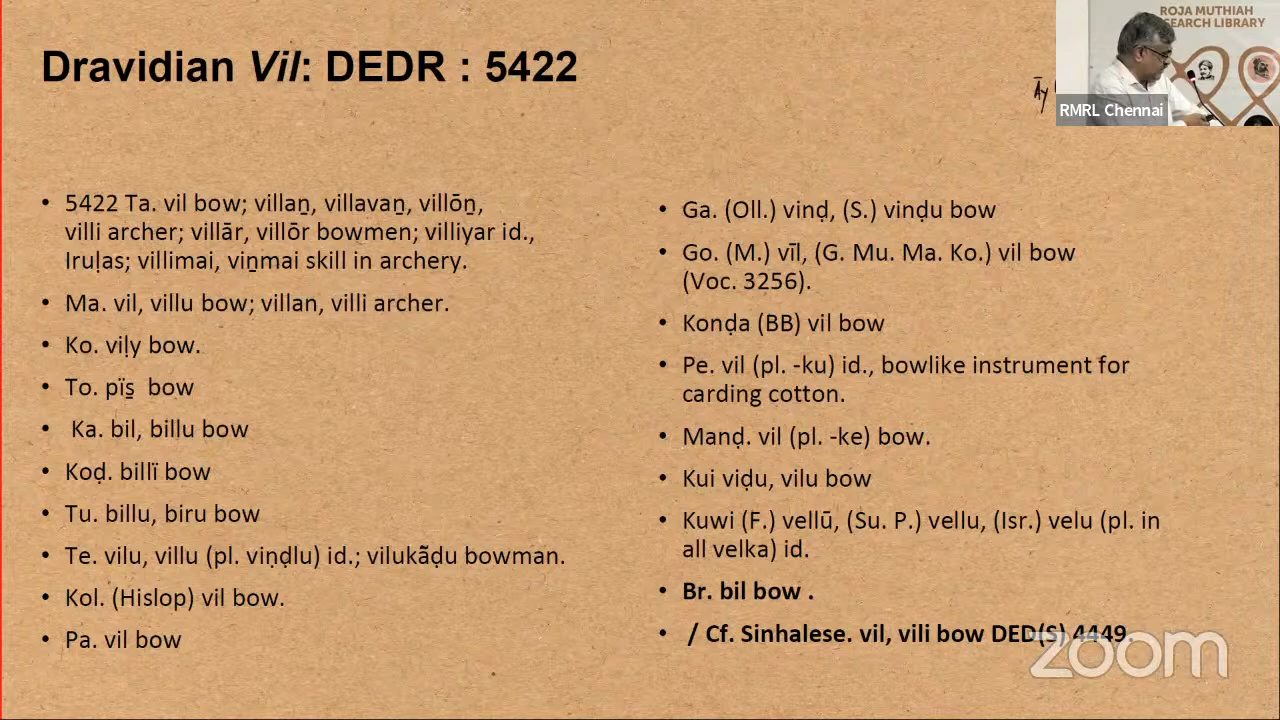 Dravidian Vil: DEDR : 5422
ROJA MUTHIAH
ESEARCH LIBRARY
Āy
RMRL Chennai
• 5422 Ta. vil bow; villaṉ, villavaṉ, villōṉ,
villi archer; villār, villōr bowmen; villiyar id.,
Iruḷas; villimai, viṉmai skill in archery.
• Ma. vil, villu bow; villan, villi archer.
• Ko. viḷy bow.
• To. pïs̱ bow
• Ka. bil, billu bow
• Koḍ. billï bow
• Tu. billu, biru bow
• Te. vilu, villu (pl. viṇḍlu) id.; vilukā̃ḍu bowman.
• Kol. (Hislop) vil bow.
• Pa. vil bow
• Ga. (Oll.) vinḍ, (S.) vinḍu bow
• Go. (M.) vīl, (G. Mu. Ma. Ko.) vil bow
(Voc. 3256).
• Konḍa (BB) vil bow
• Pe. vil (pl. -ku) id., bowlike instrument for
carding cotton.
• Manḍ. vil (pl. -ke) bow.
• Kui viḍu, vilu bow
• Kuwi (F.) vellū, (Su. P.) vellu, (Isr.) velu (pl. in
all velka) id.
• Br. bil bow .
• / Cf. Sinhalese. vil, vili bow DED(S) 4449.
zoom